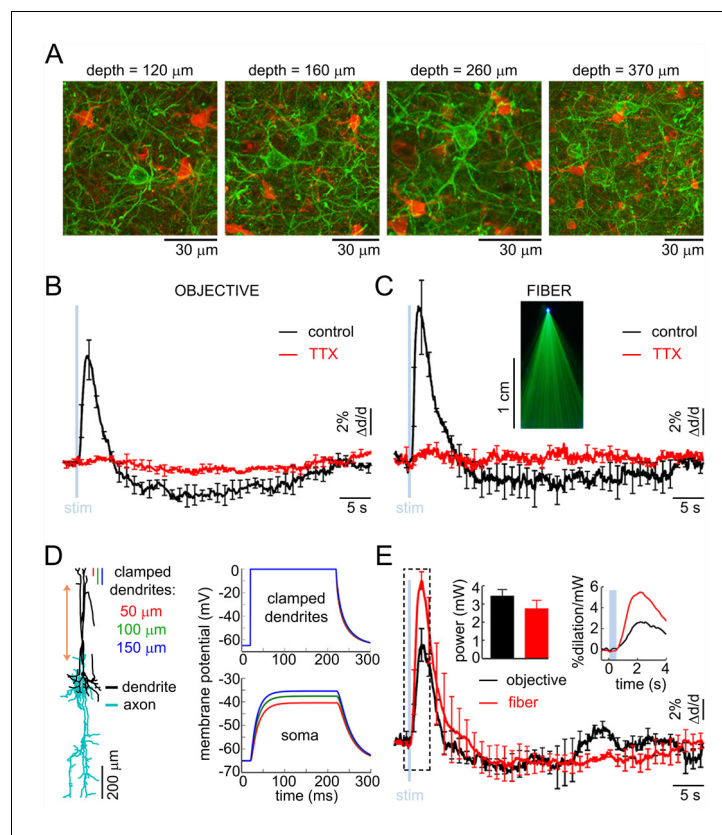 A
depth = 120 μm
depth = 160 μm
depth = 260 μm
depth = 370 μm
30 μm
30 μm
30 μm
30 μm
B
OBJECTIVE
control
TTX
2%
Δd/d
5 s
stim
C
FIBER
1 cm
control
TTX
2%
Δd/d
5 s
stim
D
clamped
dendrites:
50 μm
100 μm
150 μm
dendrite
axon
200 μm
membrane potential (mV)
0
-20
-40
-60
clamped
dendrites
0 100 200 300
-30
-40
-50
-60
-70
soma
0 100 200 300
time (ms)
E
power (mW)
4
3
2
1
0
%dilation/mW
6
4
2
0
0 2 4
time (s)
objective
fiber
2%
Δd/d
5 s
stim